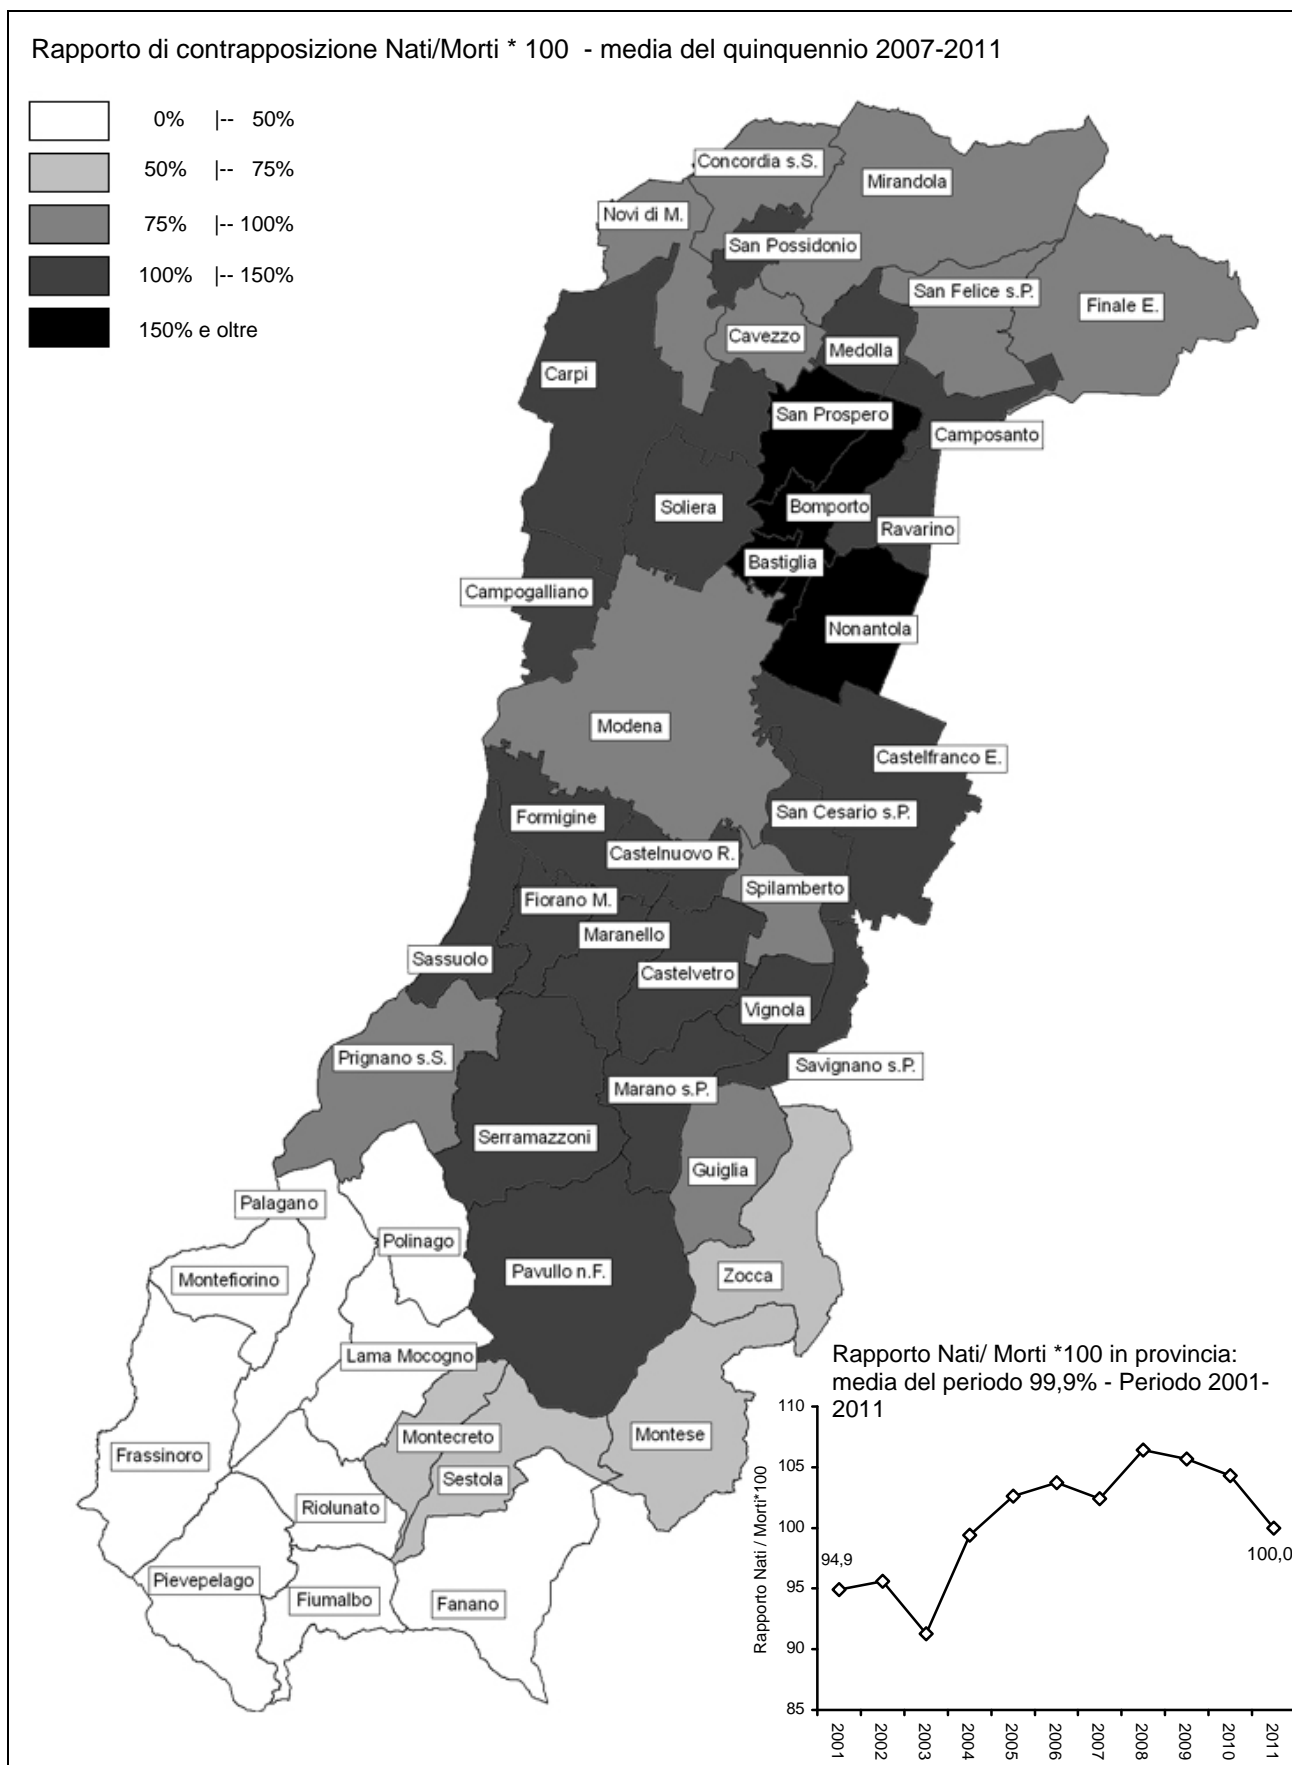 Rapporto di contrapposizione Nati/Morti * 100 - media del quinquennio 2007-2011
0% |-- 50%
50% |-- 75%
75% |-- 100%
100% |-- 150%
150% e oltre
Concordia s.S.
Mirandola
Novi di M.
San Possidonio
San Felice s.P.
Finale E.
Cavezzo
Medolla
Carpi
San Prospero
Camposanto
Soliera
Bomporto
Ravarino
Bastiglia
Campogalliano
Nonantola
Modena
Castelfranco E.
Formigine
San Cesario s.P.
Castelnuovo R.
Spilamberto
Fiorano M.
Maranello
Sassuolo
Castelvetro
Vignola
Prignano s.S.
Savignano s.P.
Marano s.P.
Serramazzoni
Guiglia
Palagano
Polinago
Montefiorino
Pavullo n.F.
Zocca
Lama Mocogno
Montecreto
Montese
Frassinoro
Sestola
Riolunato
Pievepelago
Fiumalbo
Fanano
Rapporto Nati/ Morti *100 in provincia:
media del periodo 99,9% - Periodo 2001-
2011
Rapporto Nati / Morti*100
110
105
100
95
90
85
94,9
100,0
2001
2002
2003
2004
2005
2006
2007
2008
2009
2010
2011